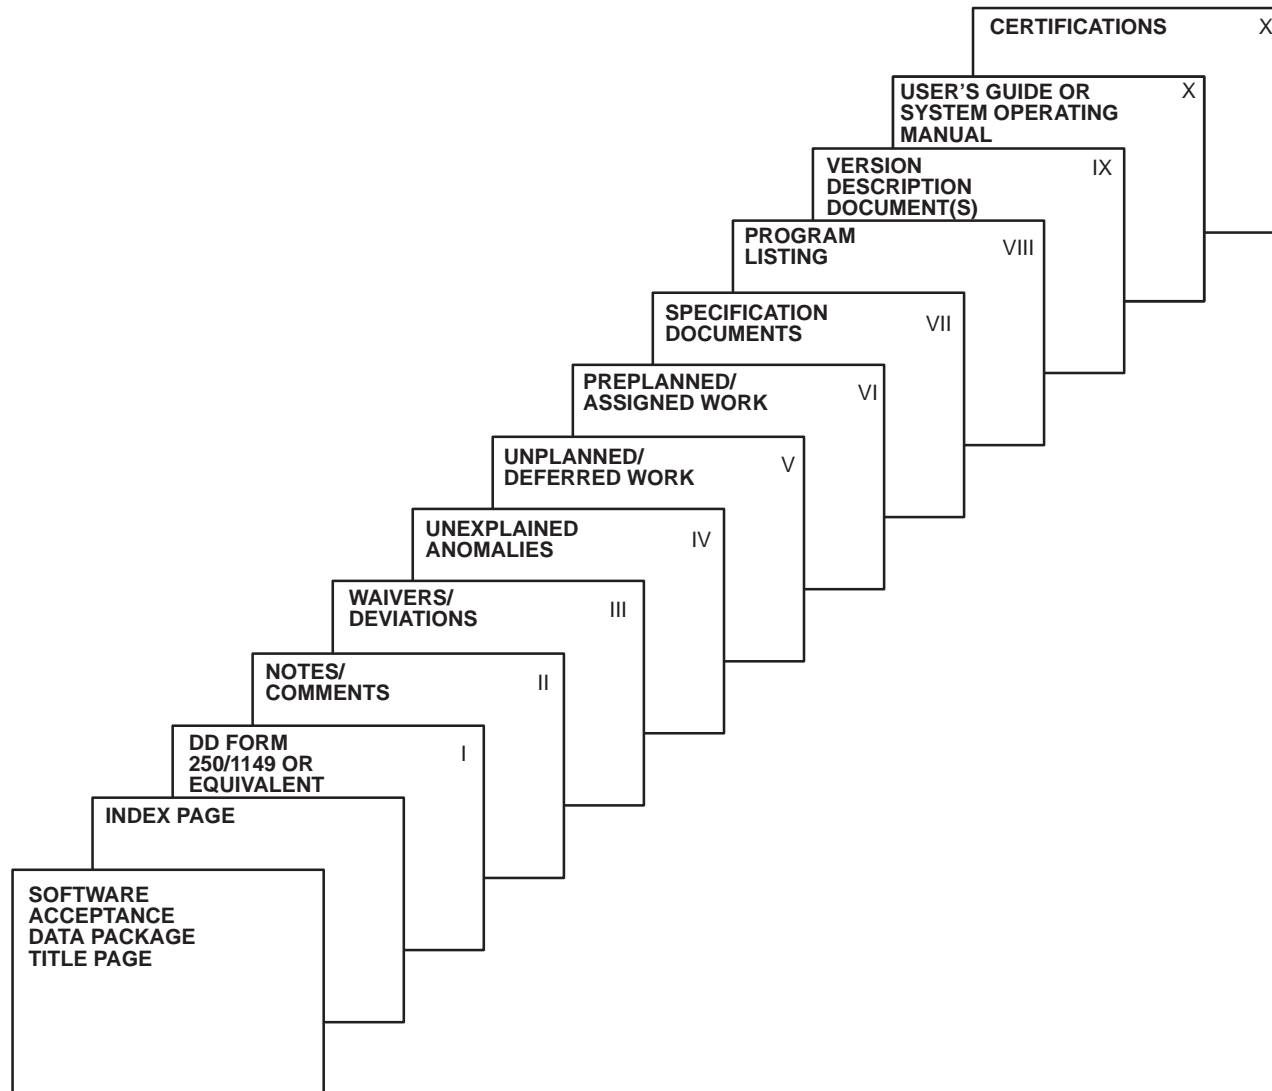 CERTIFICATIONS X
USER'S GUIDE OR X
SYSTEM OPERATING
MANUAL
VERSION IX
DESCRIPTION
DOCUMENT(S)
PROGRAM VIII
LISTING
SPECIFICATION VII
DOCUMENTS
PREPLANNED/ VI
ASSIGNED WORK
UNPLANNED/ V
DEFERRED WORK
UNEXPLAINED IV
ANOMALIES
WAIVERS/ III
DEVIATIONS
NOTES/ II
COMMENTS
DD FORM I
250/1149 OR
EQUIVALENT
INDEX PAGE
SOFTWARE
ACCEPTANCE
DATA PACKAGE
TITLE PAGE